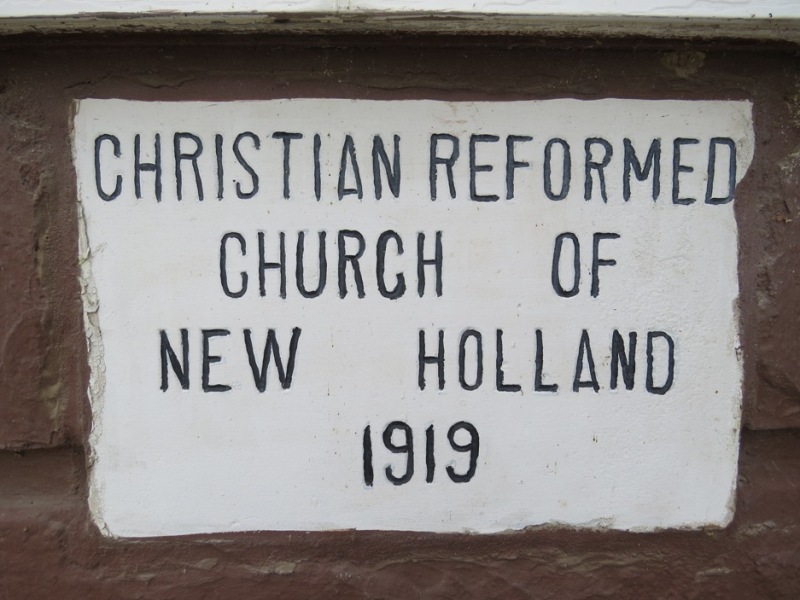 CHRISTIAN REFORMED
CHURCH OF
NEW HOLLAND
1919